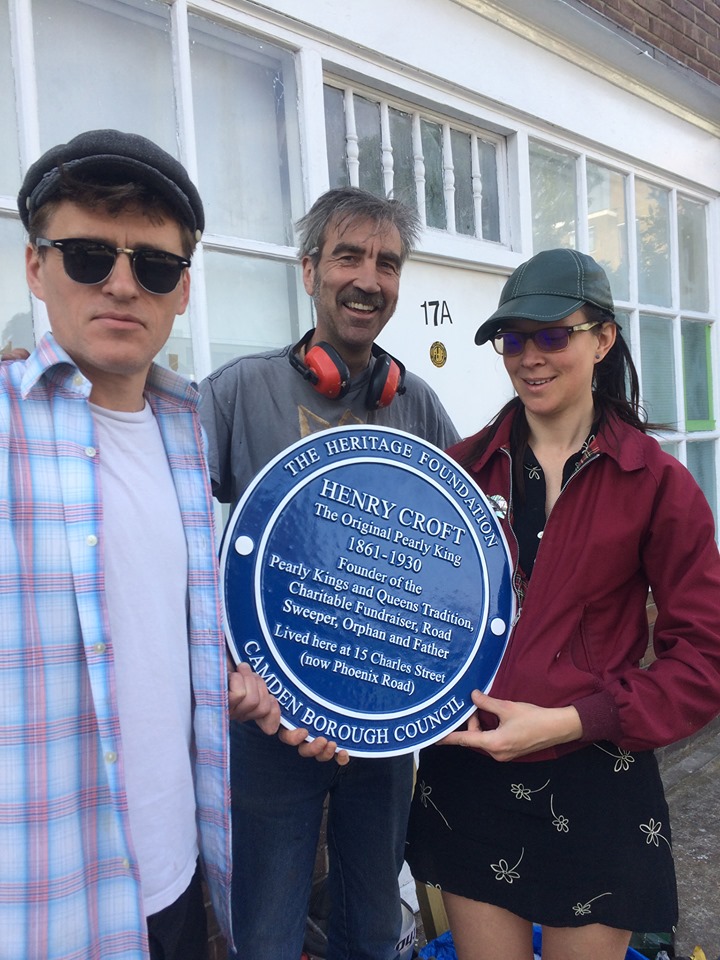 17A
THE HERITAGE FOUNDATION
HENRY CROFT
The Original Pearly King
1861-1930
Founder of the
Pearly Kings and Queens Tradition,
Charitable Fundraiser, Road
Sweeper, Orphan and Father
Lived here at 15 Charles Street
(now Phoenix Road)
CAMDEN BOROUGH COUNCIL